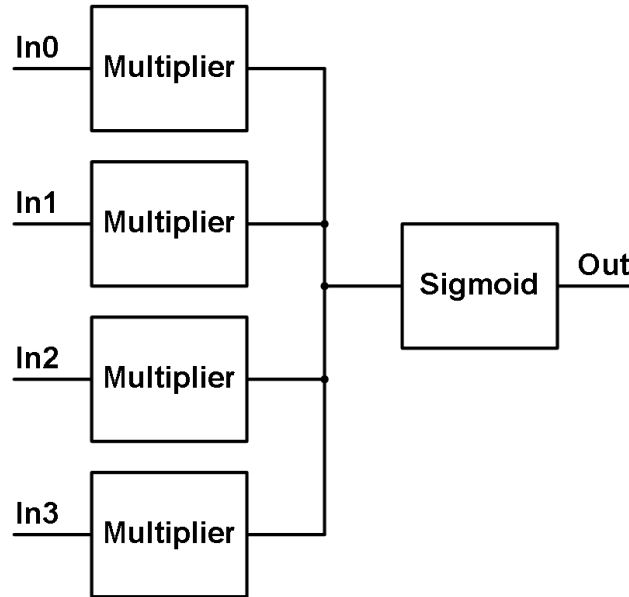 In0
Multiplier
In1
Multiplier
Sigmoid
Out
In2
Multiplier
In3
Multiplier